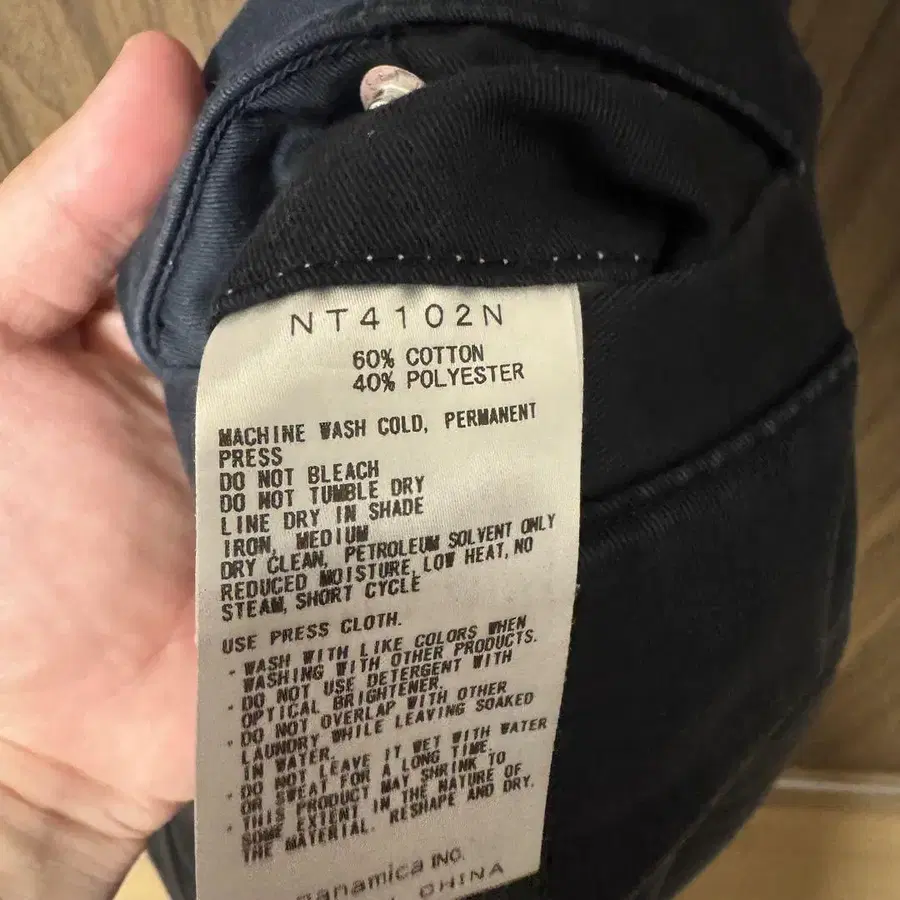 NT4102N
60% COTTON
40% POLYESTER
MACHINE WASH COLD, PERMANENT
PRESS
DO NOT BLEACH
DO NOT TUMBLE DRY
LINE DRY IN SHADE
IRON, MEDIUM
DRY CLEAN, PETROLEUM SOLVENT ONLY
REDUCED MOISTURE, LOW HEAT, NO
STEAM, SHORT CYCLE
USE PRESS CLOTH.
· WASH WITH LIKE COLORS WHEN
WASHING WITH OTHER PRODUCTS.
· DO NOT USE DETERGENT WITH
OPTICAL BRIGHTENER.
· DO NOT OVERLAP WITH OTHER
LAUNDRY WHILE LEAVING SOAKED
IN WATER.
· DO NOT LEAVE IT WET WITH WATER
OR SWEAT FOR A LONG TIME.
· THIS PRODUCT MAY SHRINK TO
SOME EXTENT IN THE NATURE OF
THE MATERIAL. RESHAPE AND DRY.
nanamica INC.
CHINA